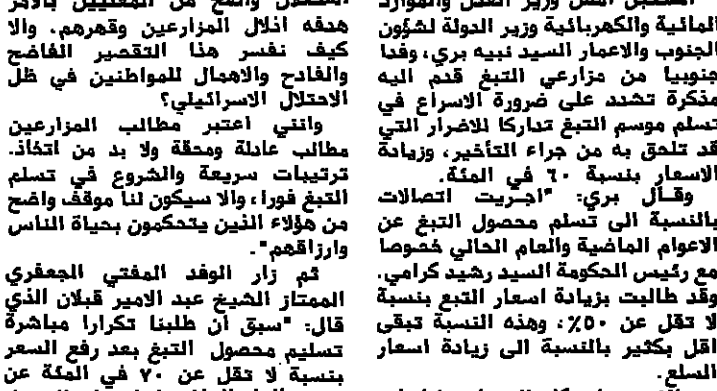 استقبل امس وزير العدل والموارد
المائية والكهربائية وزير الدولة لشؤون
الجنوب والاعمار السيد نبيه بري، وفدا
جنوبيا من مزارعي التبغ قدم اليه
مذكرة تشدد على ضرورة الاسراع في
تسلم موسم التبغ تداركا للاضرار التي
قد تلحق به من جراء التأخير، وزيادة
الاسعار بنسبة ٦٠ في المئة.
وقال بري: "اجريت اتصالات
بالنسبة الى تسلم محصول التبغ عن
الاعوام الماضية والعام الحالي خصوصا
مع رئيس الحكومة السيد رشيد كرامي.
وقد طالبت بزيادة اسعار التبغ بنسبة
لا تقل عن ٥٠٪، وهذه النسبة تبقى
اقل بكثير بالنسبة الى زيادة اسعار
السلع.
من المعنيين بالامر
هدفه اذلال المزارعين وقهرهم. والا
كيف نفسر هذا التقصير الفاضح
والفادح والاهمال للمواطنين في ظل
الاحتلال الاسرائيلي؟
وانني اعتبر مطالب المزارعين
مطالب عادلة ومحقة ولا بد من اتخاذ.
ترتيبات سريعة والشروع في تسلم
التبغ فورا، والا سيكون لنا موقف واضح
من هؤلاء الذين يتحكمون بحياة الناس
وارزاقهم".
ثم زار الوفد المفتي الجعفري
الممتاز الشيخ عبد الامير قبلان الذي
قال: "سبق ان طلبنا تكرارا مباشرة
تسليم محصول التبغ بعد رفع السعر
بنسبة لا تقل عن ٧٠ في المئة عن